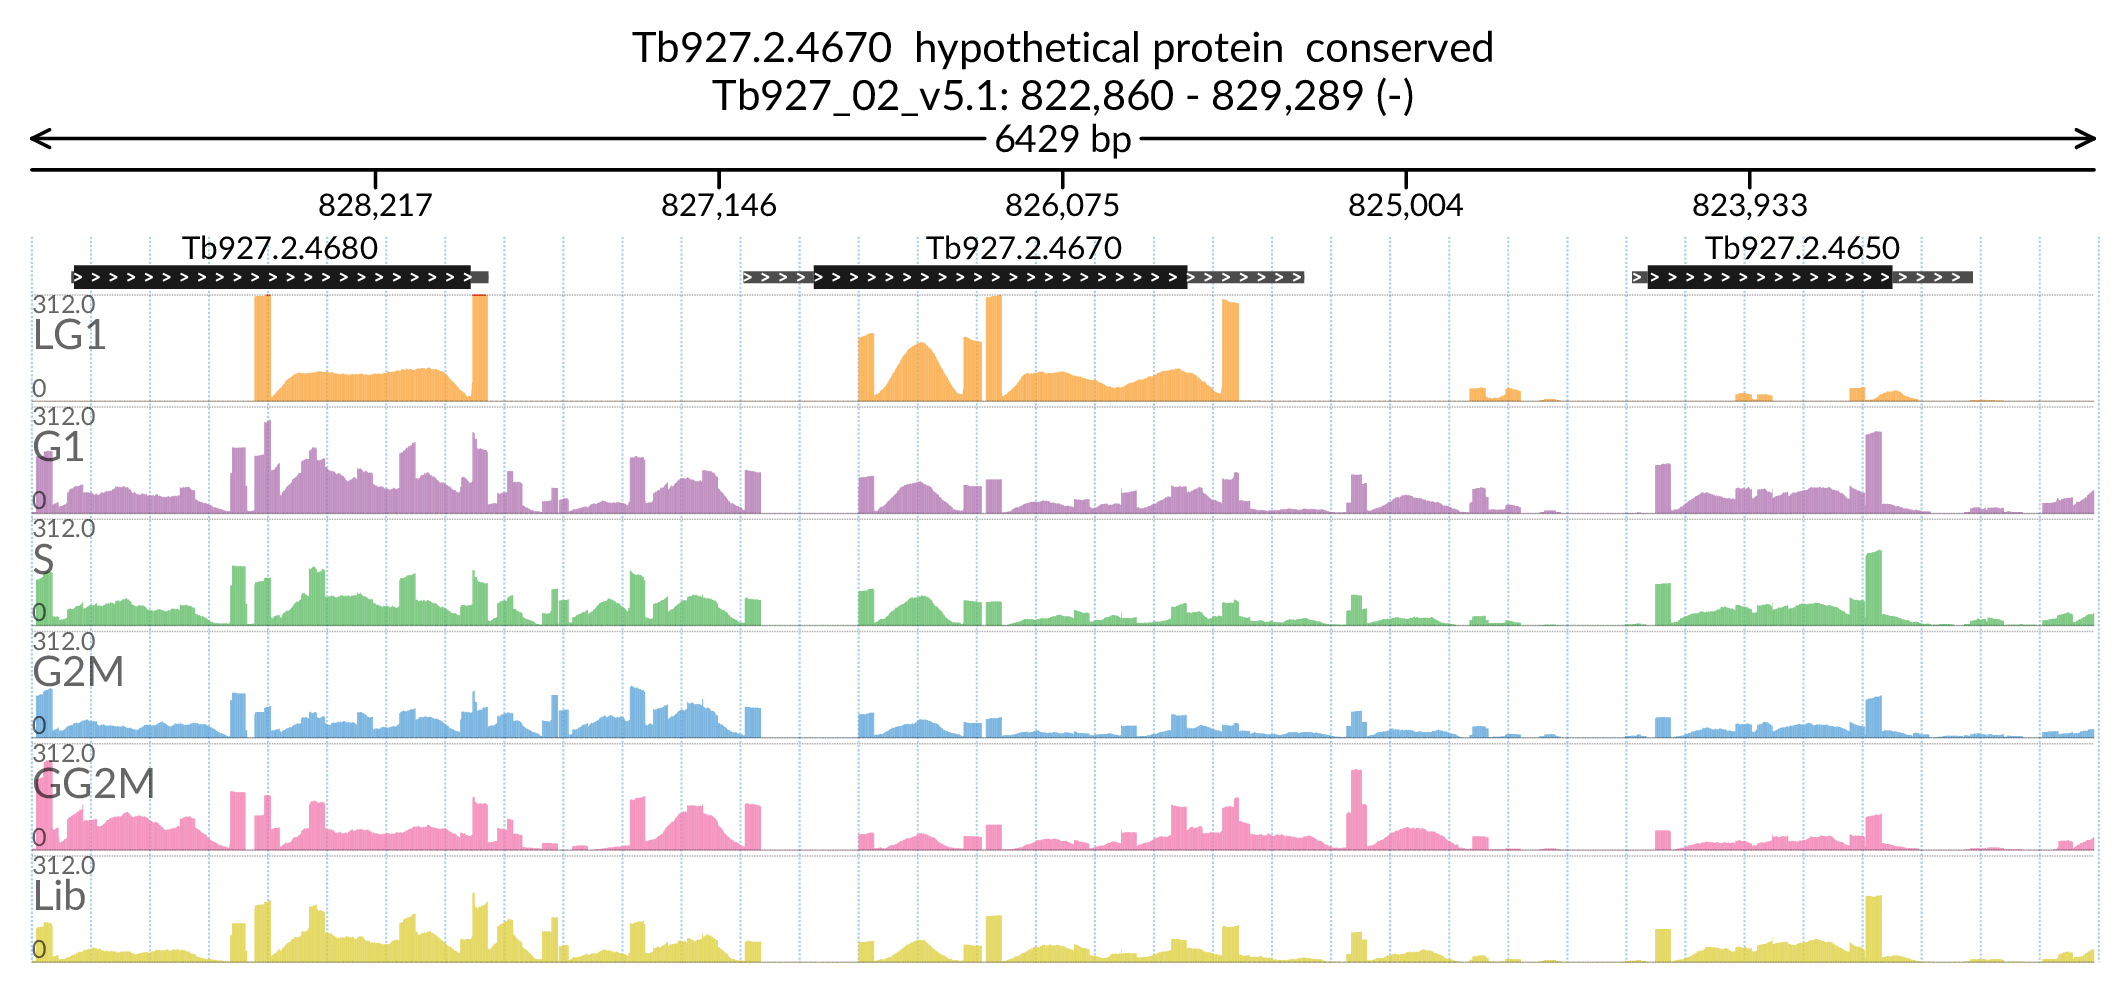 Tb927.2.4670 hypothetical protein conserved
Tb927_02_v5.1: 822,860 - 829,289 (-)
6429 bp
828,217 827,146 826,075 825,004 823,933
Tb927.2.4680 Tb927.2.4670 Tb927.2.4650
312.0
LG1
0
312.0
G1
0
312.0
S
0
312.0
G2M
0
312.0
GG2M
0
312.0
Lib
0